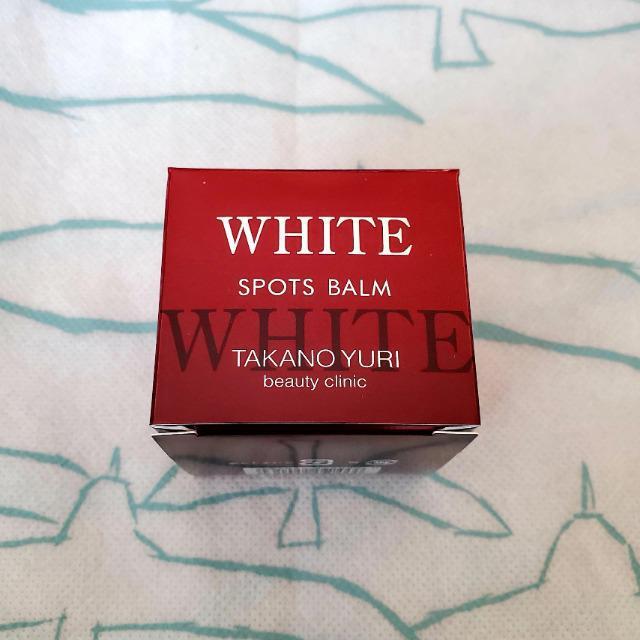 WHITE
SPOTS BALM
WHITE
TAKANO YURI
beauty clinic